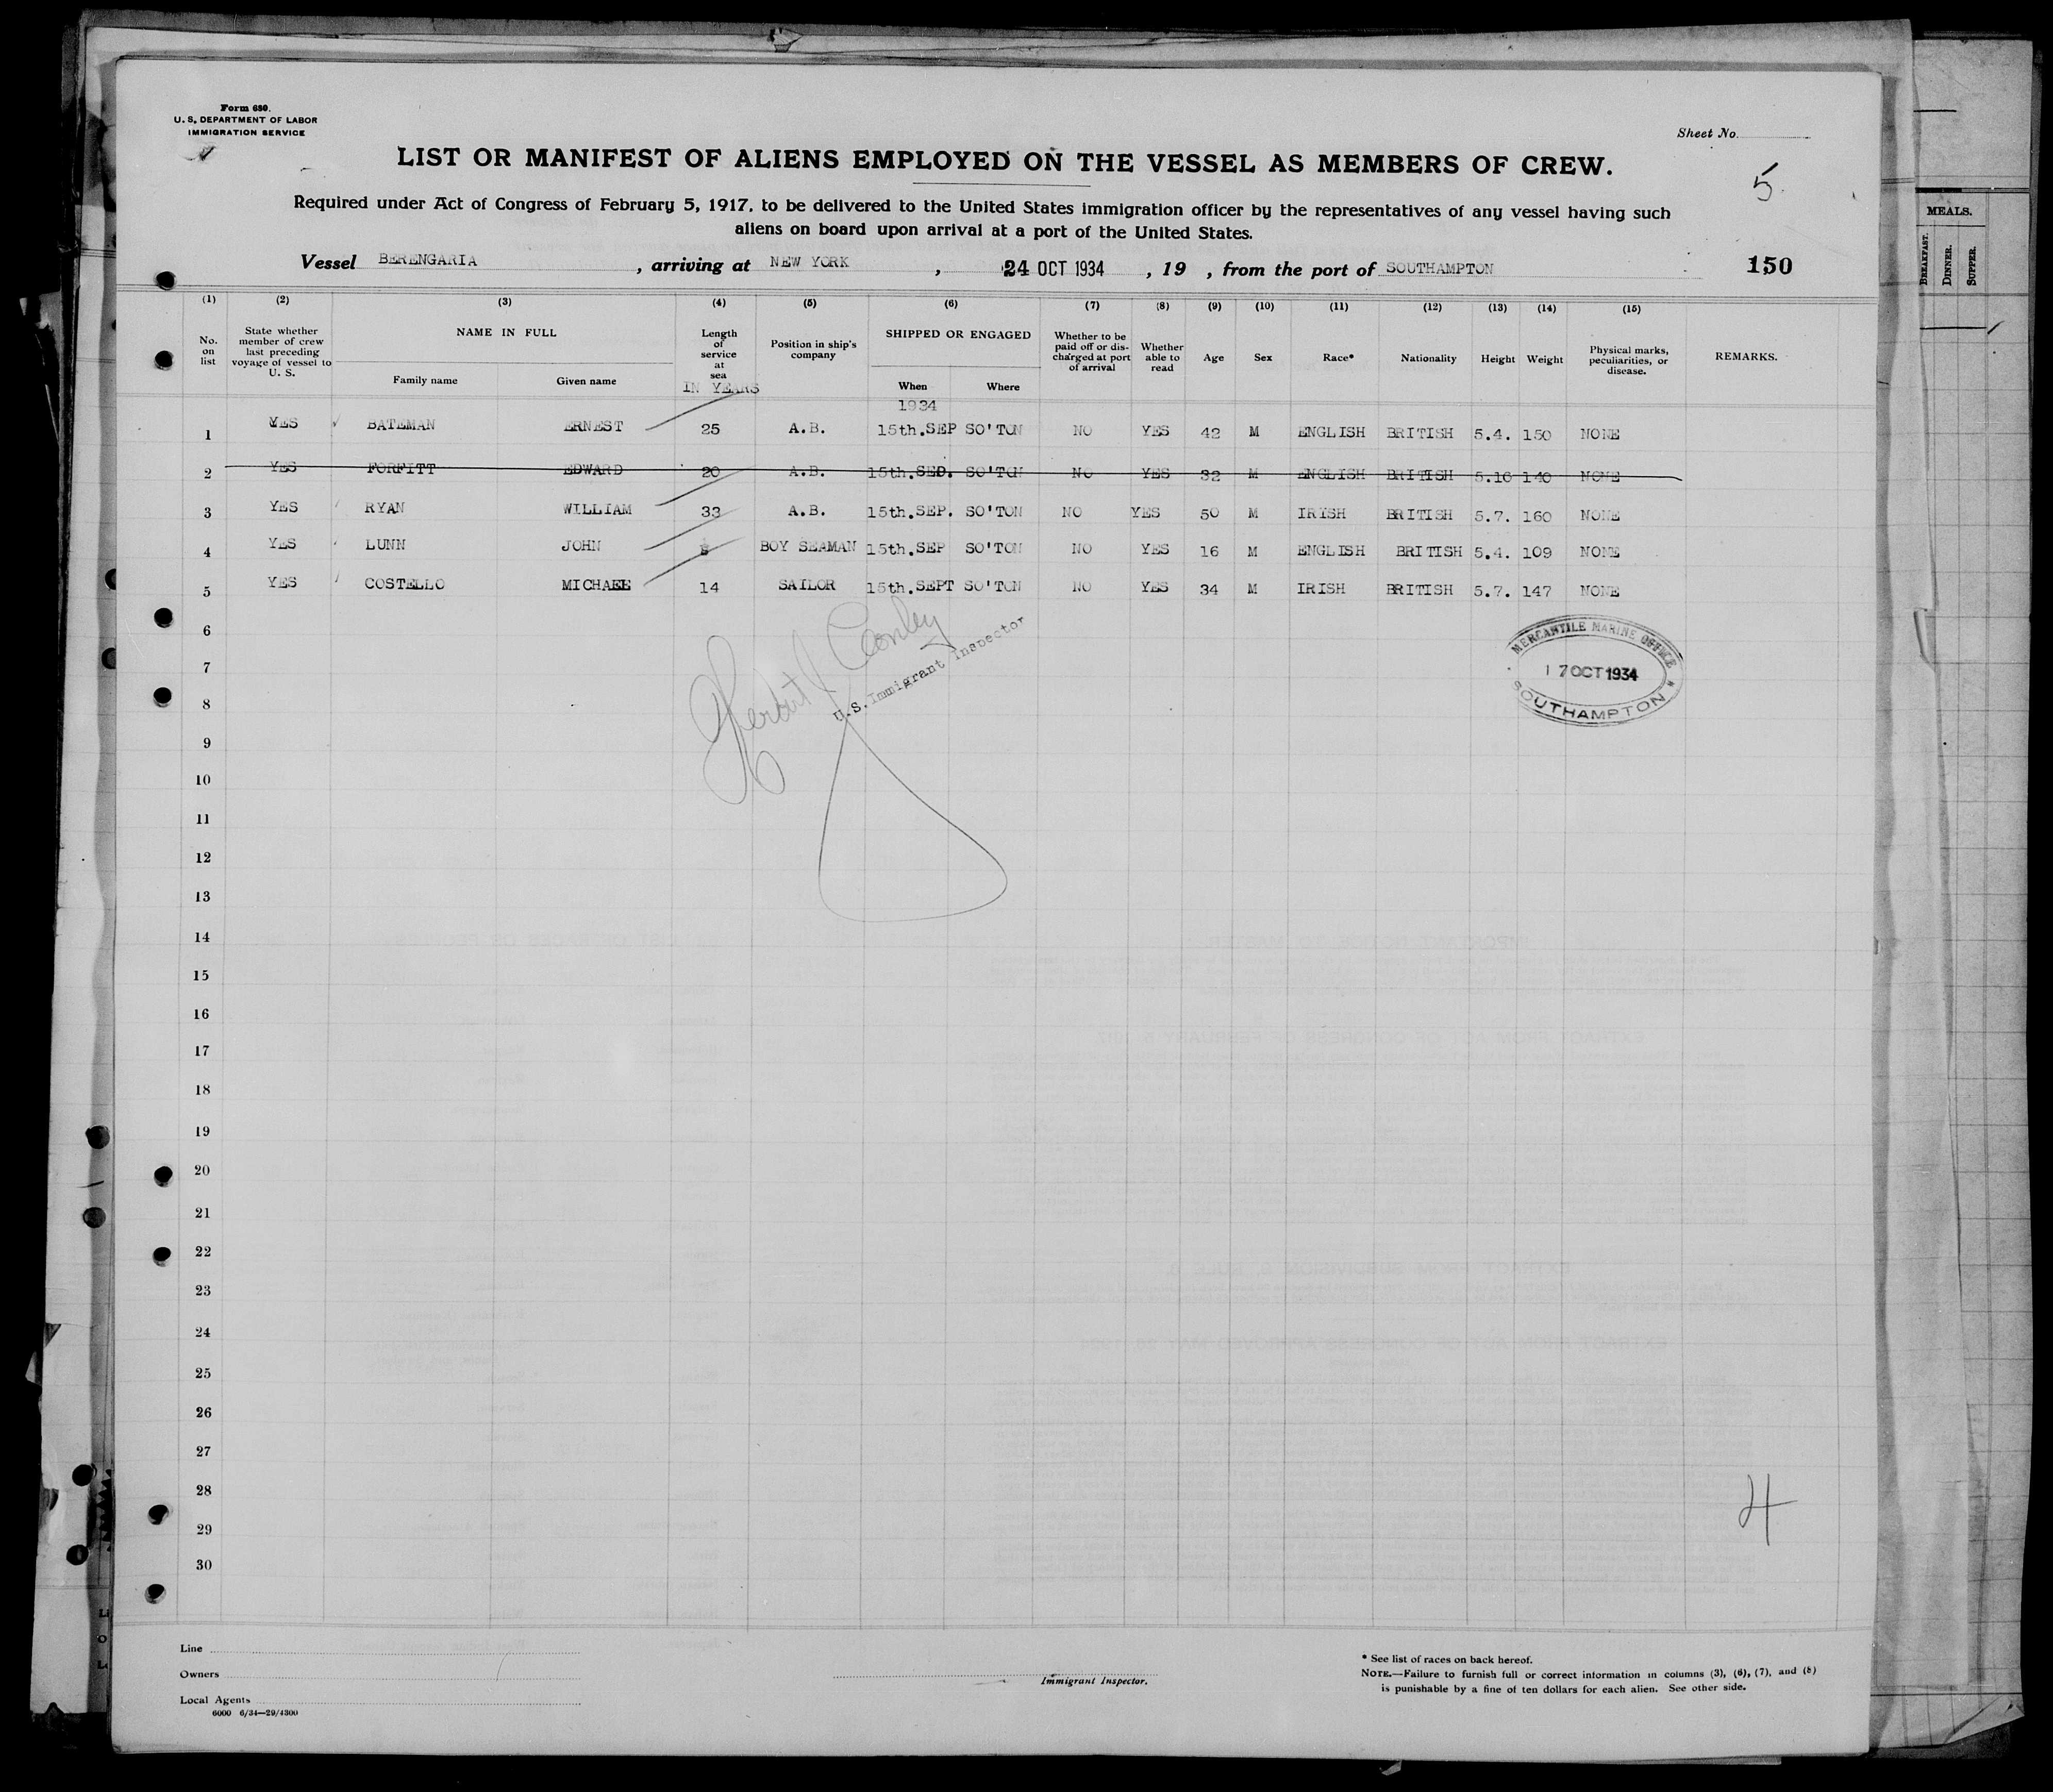 Form 680.
U. S. DEPARTMENT OF LABOR
IMMIGRATION SERVICE
Sheet No.
LIST OR MANIFEST OF ALIENS EMPLOYED ON THE VESSEL AS MEMBERS OF CREW.
5
Required under Act of Congress of February 5, 1917, to be delivered to the United States immigration officer by the representatives of any vessel having such
aliens on board upon arrival at a port of the United States.
Vessel BERENGARIA, arriving at NEW YORK, 24 OCT 1934, 19 , from the port of SOUTHAMPTON 150
(1) (2) (3) (4) (5) (6) (7) (8) (9) (10) (11) (12) (13) (14) (15)
No. on list
State whether member of crew last preceding voyage of vessel to U. S.
NAME IN FULL
Family name Given name
Length of service at sea
IN YEARS
Position in ship's company
SHIPPED OR ENGAGED
When Where
1934
Whether to be paid off or discharged at port of arrival
Whether able to read
Age
Sex
Race*
Nationality
Height
Weight
Physical marks, peculiarities, or disease.
REMARKS.
1 YES BATEMAN ERNEST 25 A.B. 15th.SEP SO'TON NO YES 42 M ENGLISH BRITISH 5.4. 150 NONE
2 YES FORFITT EDWARD 20 A.B. 15th.SEP. SO'TON NO YES 32 M ENGLISH BRITISH 5.10 140 NONE
3 YES RYAN WILLIAM 33 A.B. 15th.SEP. SO'TON NO YES 50 M IRISH BRITISH 5.7. 160 NONE
4 YES LUNN JOHN BOY SEAMAN 15th.SEP SO'TON NO YES 16 M ENGLISH BRITISH 5.4. 109 NONE
5 YES COSTELLO MICHAEL 14 SAILOR 15th.SEPT SO'TON NO YES 34 M IRISH BRITISH 5.7. 147 NONE
6
7
8
9
10
11
12
13
14
15
16
17
18
19
20
21
22
23
24
25
26
27
28
29
30
Herbert J Conley
U.S. Immigrant Inspector
MERCANTILE MARINE OFFICE
17 OCT 1934
SOUTHAMPTON
4
Line
Owners
Local Agents
6000 6/34—29/4300
Immigrant Inspector.
* See list of races on back hereof.
NOTE.—Failure to furnish full or correct information in columns (3), (6), (7), and (8)
is punishable by a fine of ten dollars for each alien. See other side.
MEALS.
BREAKFAST.
DINNER.
SUPPER.